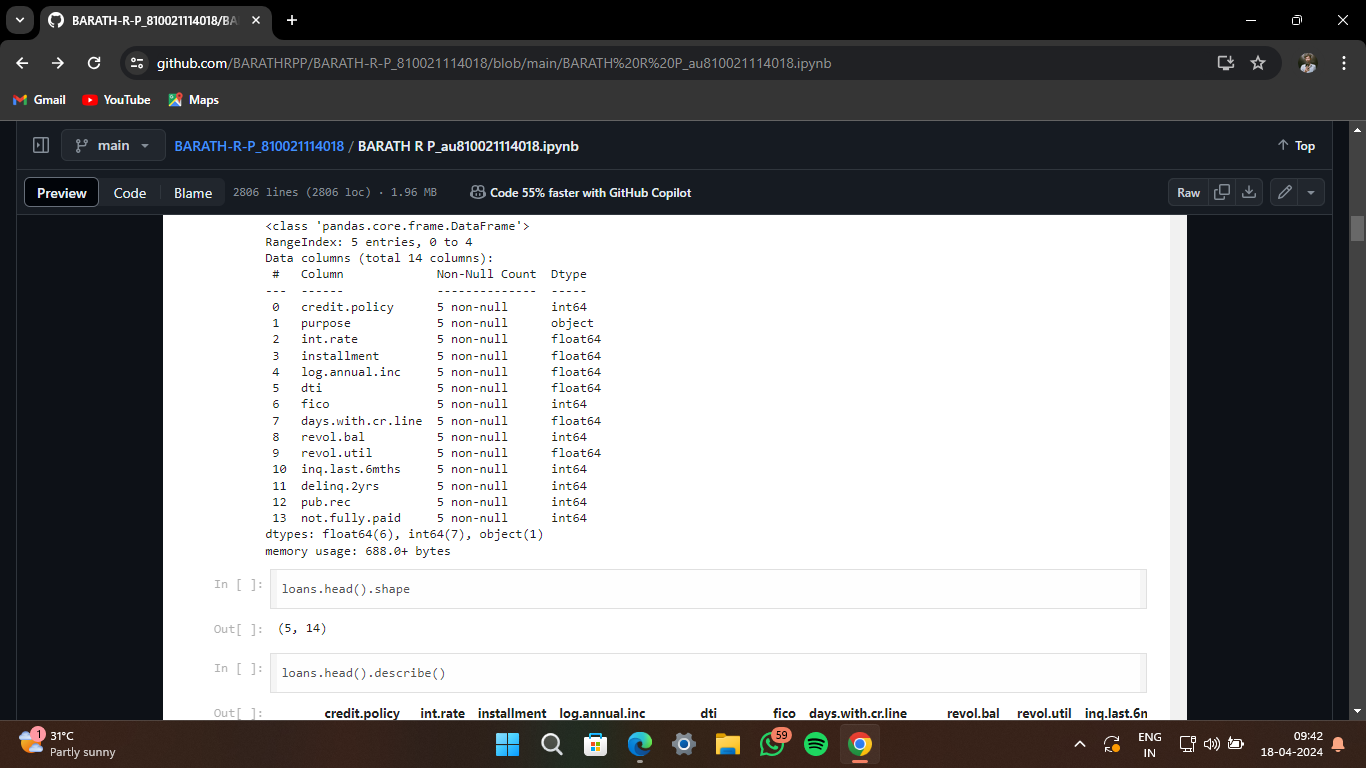 BARATH-R-P_810021114018/BA
github.com/BARATHRPP/BARATH-R-P_810021114018/blob/main/BARATH%20R%20P_au810021114018.ipynb
Gmail YouTube Maps
main BARATH-R-P_810021114018 / BARATH R P_au810021114018.ipynb Top
Preview Code Blame 2806 lines (2806 loc) · 1.96 MB Code 55% faster with GitHub Copilot Raw
<class 'pandas.core.frame.DataFrame'>
RangeIndex: 5 entries, 0 to 4
Data columns (total 14 columns):
# Column Non-Null Count Dtype
--- ------ -------------- -----
0 credit.policy 5 non-null int64
1 purpose 5 non-null object
2 int.rate 5 non-null float64
3 installment 5 non-null float64
4 log.annual.inc 5 non-null float64
5 dti 5 non-null float64
6 fico 5 non-null int64
7 days.with.cr.line 5 non-null float64
8 revol.bal 5 non-null int64
9 revol.util 5 non-null float64
10 inq.last.6mths 5 non-null int64
11 delinq.2yrs 5 non-null int64
12 pub.rec 5 non-null int64
13 not.fully.paid 5 non-null int64
dtypes: float64(6), int64(7), object(1)
memory usage: 688.0+ bytes
In [ ]: loans.head().shape
Out[ ]: (5, 14)
In [ ]: loans.head().describe()
Out[ ]: credit.policy int.rate installment log.annual.inc dti fico days.with.cr.line revol.bal revol.util inq.last.6n
1 31°C
Partly sunny
59
ENG
IN
09:42
18-04-2024